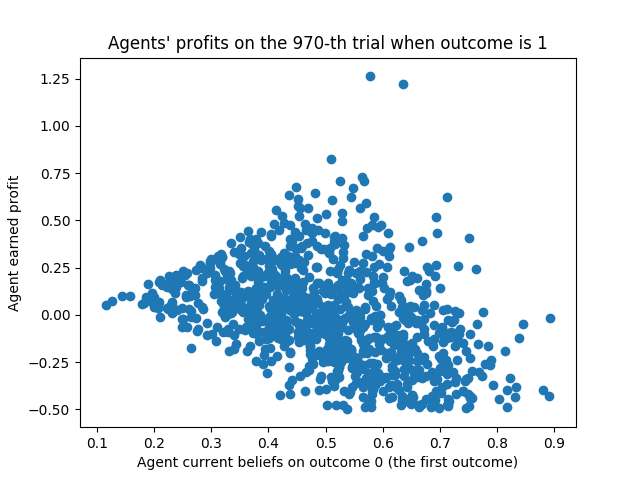 Agents' profits on the 970-th trial when outcome is 1
1.25
1.00
0.75
0.50
0.25
0.00
−0.25
−0.50
Agent earned profit
0.1 0.2 0.3 0.4 0.5 0.6 0.7 0.8 0.9
Agent current beliefs on outcome 0 (the first outcome)